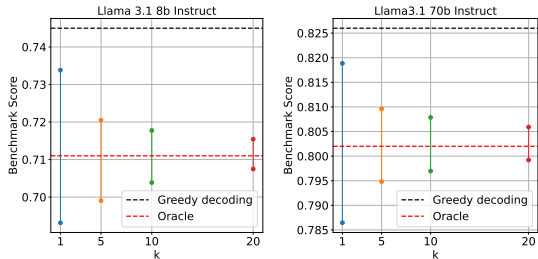 Llama 3.1 8b Instruct
Benchmark Score
0.74
0.73
0.72
0.71
0.70
Greedy decoding
Oracle
1
5
10
20
k
Llama3.1 70b Instruct
Benchmark Score
0.825
0.820
0.815
0.810
0.805
0.800
0.795
0.790
0.785
Greedy decoding
Oracle
1
5
10
20
k